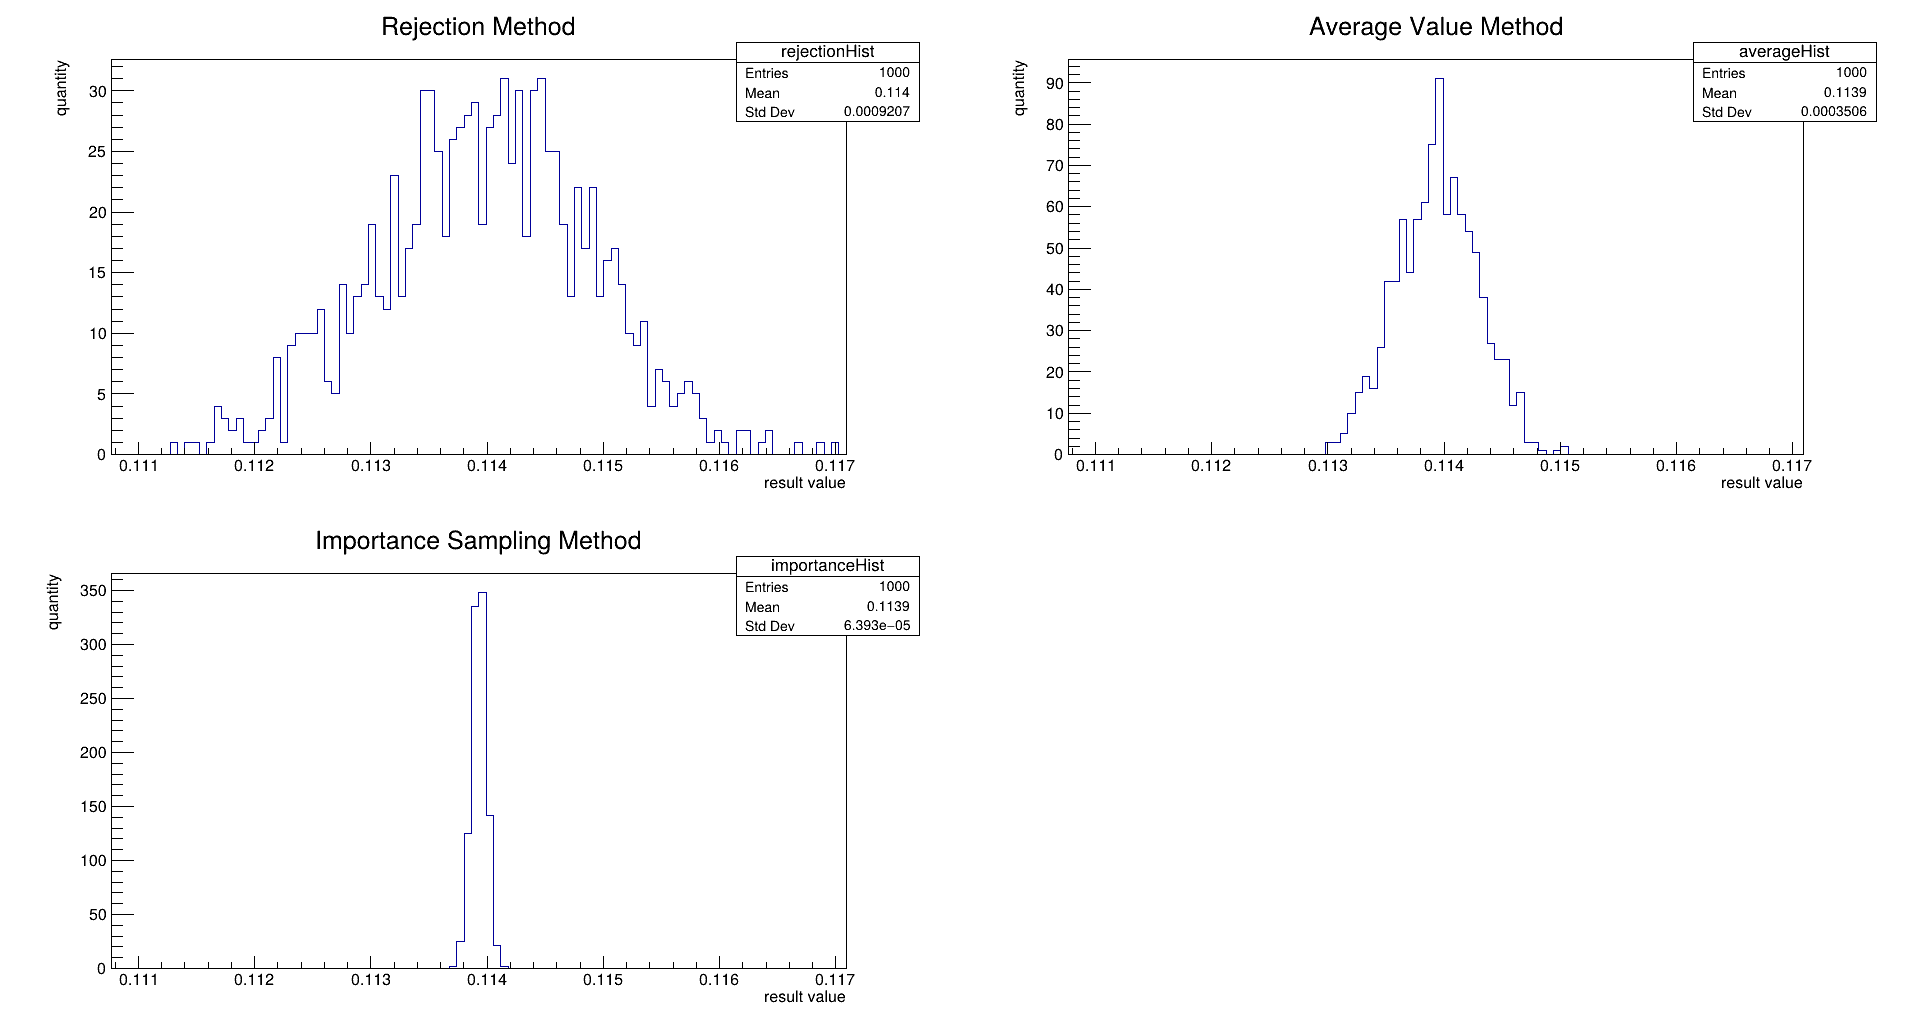 Rejection Method
quantity
rejectionHist
Entries 1000
Mean 0.114
Std Dev 0.0009207
30
25
20
15
10
5
0
0.111 0.112 0.113 0.114 0.115 0.116 0.117
result value
Average Value Method
quantity
averageHist
Entries 1000
Mean 0.1139
Std Dev 0.0003506
90
80
70
60
50
40
30
20
10
0
0.111 0.112 0.113 0.114 0.115 0.116 0.117
result value
Importance Sampling Method
quantity
importanceHist
Entries 1000
Mean 0.1139
Std Dev 6.393e−05
350
300
250
200
150
100
50
0
0.111 0.112 0.113 0.114 0.115 0.116 0.117
result value